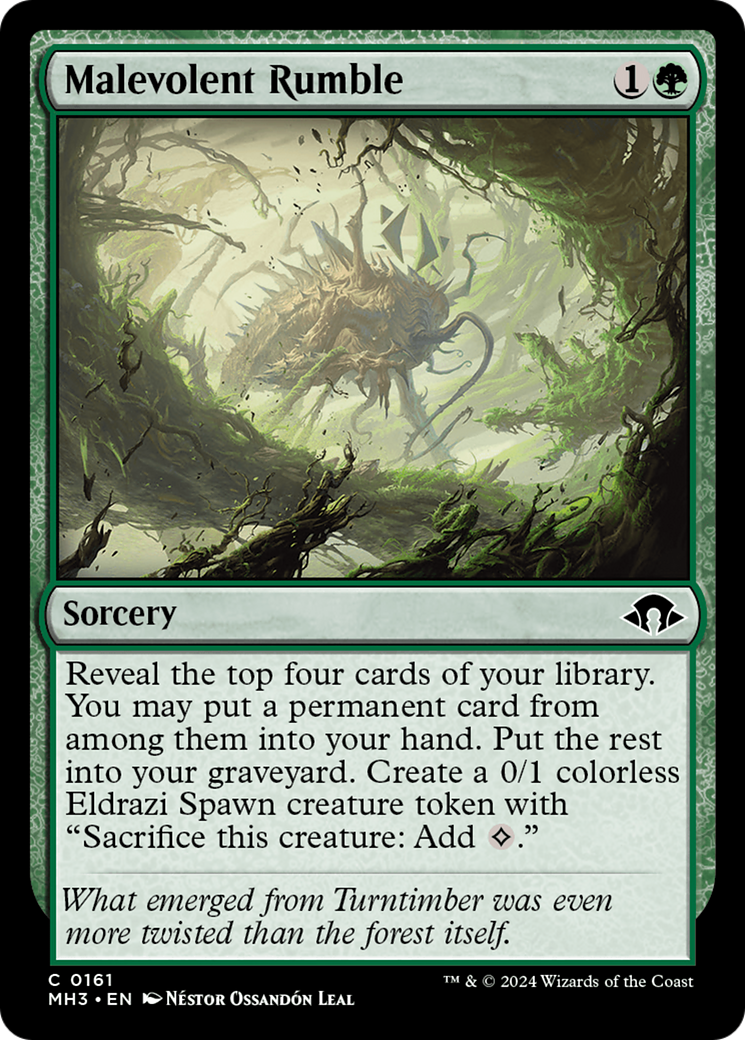 Malevolent Rumble 1
Sorcery
Reveal the top four cards of your library.
You may put a permanent card from
among them into your hand. Put the rest
into your graveyard. Create a 0/1 colorless
Eldrazi Spawn creature token with
“Sacrifice this creature: Add .”
What emerged from Turntimber was even
more twisted than the forest itself.
C 0161
MH3 • EN Néstor Ossandón Leal
™ & © 2024 Wizards of the Coast